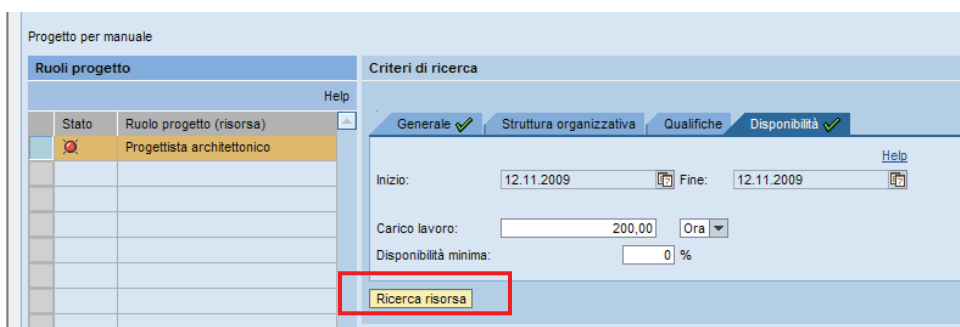 Progetto per manuale
Ruoli progetto
Help
Stato Ruolo progetto (risorsa)
Progettista architettonico
Criteri di ricerca
Generale Struttura organizzativa Qualifiche Disponibilità
Help
Inizio: 12.11.2009 Fine: 12.11.2009
Carico lavoro: 200,00 Ora
Disponibilità minima: 0 %
Ricerca risorsa